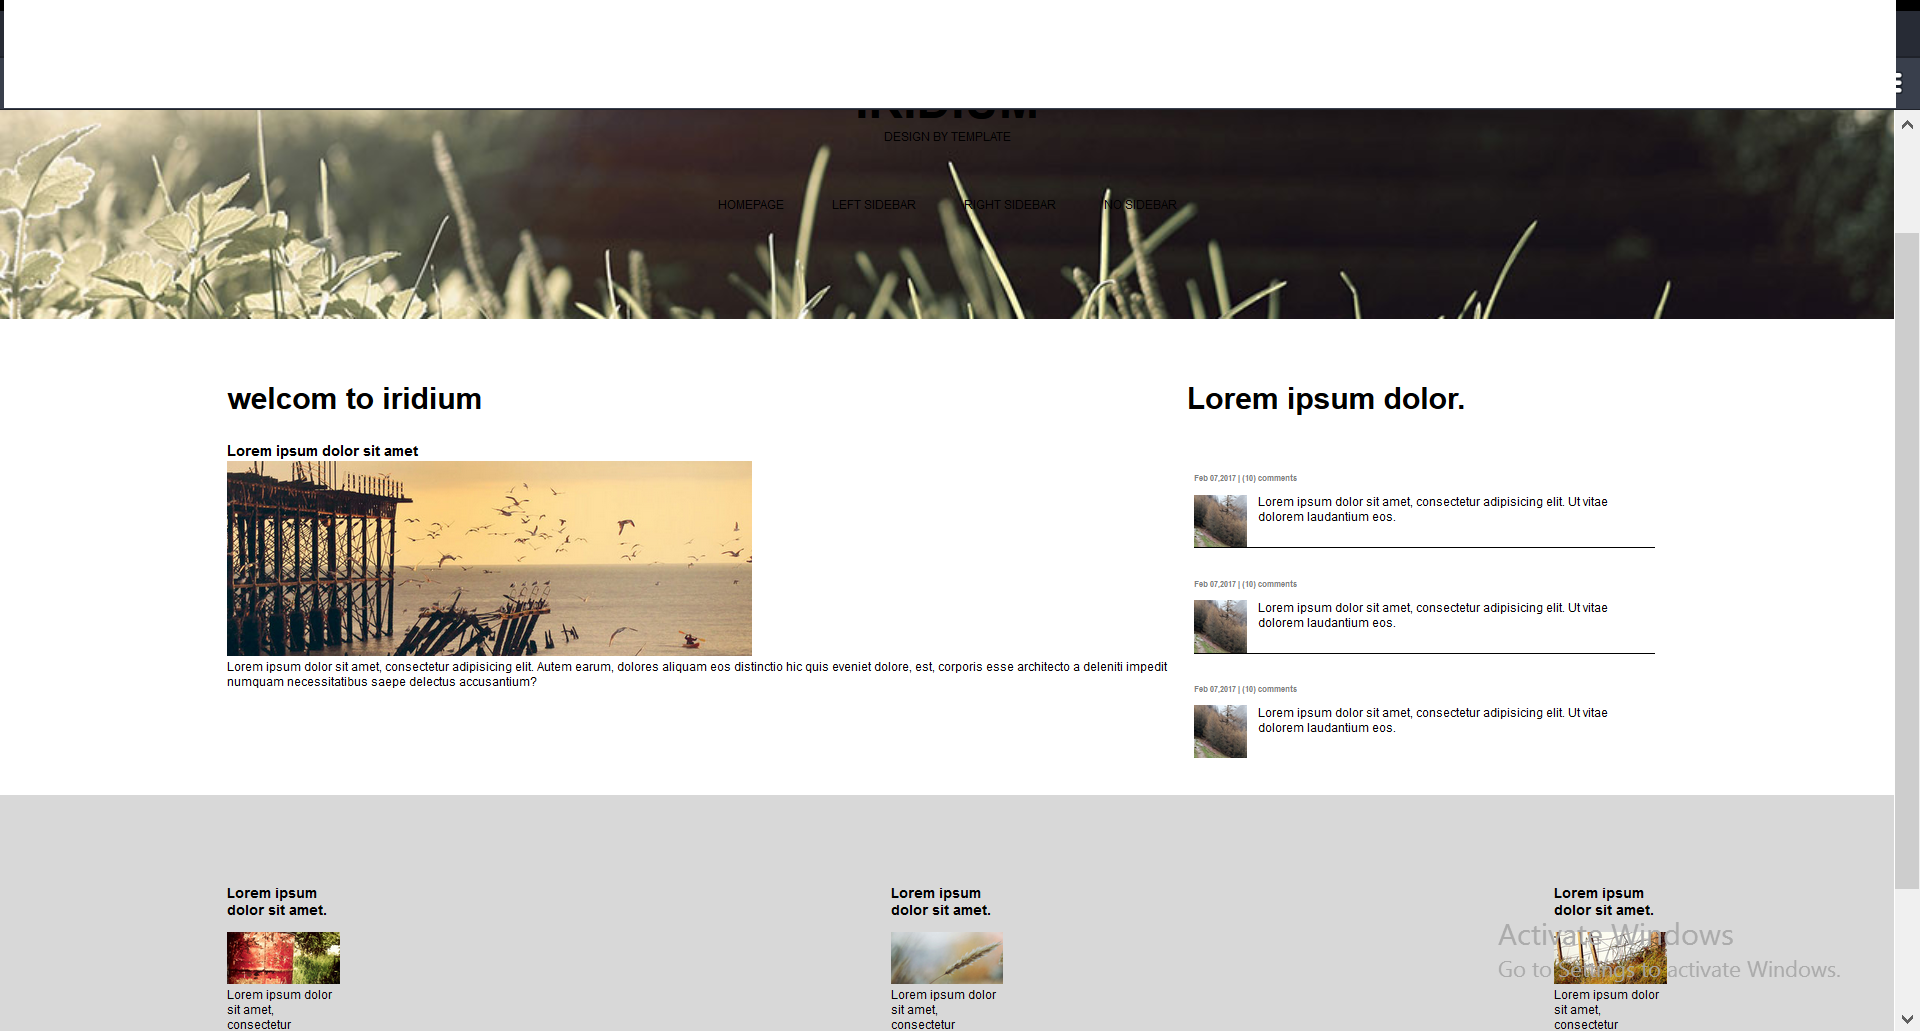 IRIDIUM
DESIGN BY TEMPLATE
HOMEPAGE LEFT SIDEBAR RIGHT SIDEBAR NO SIDEBAR
welcom to iridium
Lorem ipsum dolor sit amet
Lorem ipsum dolor sit amet, consectetur adipisicing elit. Autem earum, dolores aliquam eos distinctio hic quis eveniet dolore, est, corporis esse architecto a deleniti impedit
numquam necessitatibus saepe delectus accusantium?
Lorem ipsum dolor.
Feb 07,2017 | (10) comments
Lorem ipsum dolor sit amet, consectetur adipisicing elit. Ut vitae
dolorem laudantium eos.
Feb 07,2017 | (10) comments
Lorem ipsum dolor sit amet, consectetur adipisicing elit. Ut vitae
dolorem laudantium eos.
Feb 07,2017 | (10) comments
Lorem ipsum dolor sit amet, consectetur adipisicing elit. Ut vitae
dolorem laudantium eos.
Lorem ipsum
dolor sit amet.
Lorem ipsum dolor
sit amet,
consectetur
Lorem ipsum
dolor sit amet.
Lorem ipsum dolor
sit amet,
consectetur
Lorem ipsum
dolor sit amet.
Lorem ipsum dolor
sit amet,
consectetur
Activate Windows
Go to Settings to activate Windows.